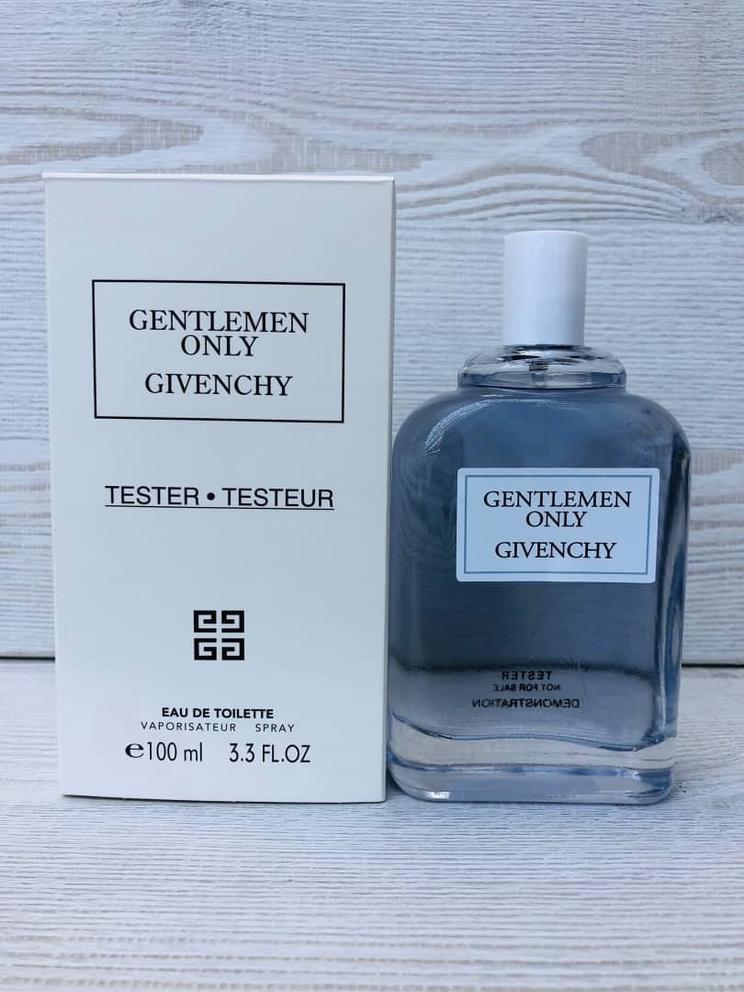 GENTLEMEN
ONLY
GIVENCHY
TESTER • TESTEUR
EAU DE TOILETTE
VAPORISATEUR SPRAY
℮100 ml 3.3 FL.OZ
GENTLEMEN
ONLY
GIVENCHY
TESTER
NOT FOR SALE
DEMONSTRATION